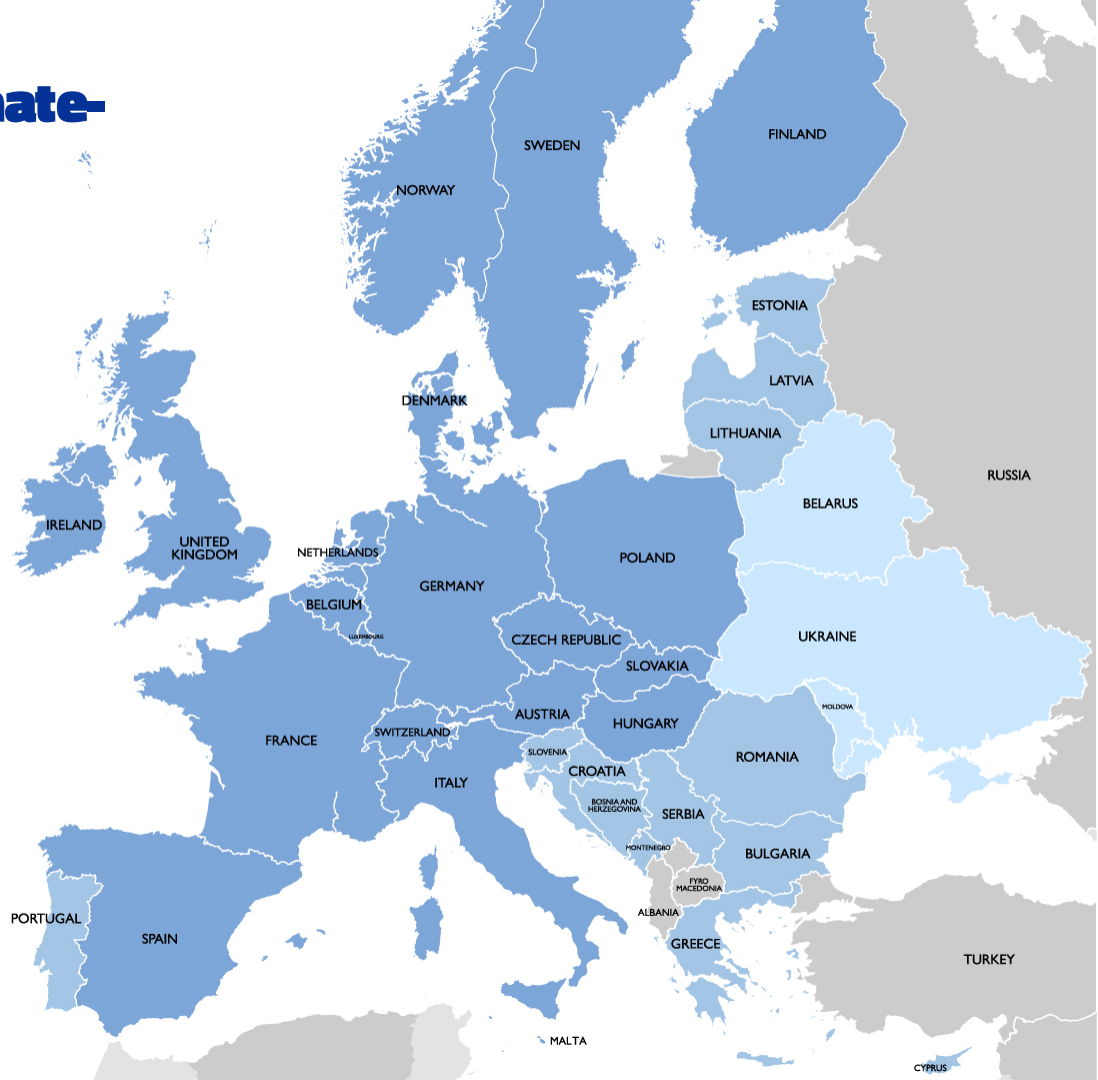 nate-
FINLAND
SWEDEN
NORWAY
ESTONIA
LATVIA
DENMARK
LITHUANIA
RUSSIA
BELARUS
IRELAND
UNITED
KINGDOM
NETHERLANDS
POLAND
GERMANY
BELGIUM
LUXEMBOURG
UKRAINE
CZECH REPUBLIC
SLOVAKIA
MOLDOVA
AUSTRIA
HUNGARY
SWITZERLAND
FRANCE
SLOVENIA
ROMANIA
CROATIA
ITALY
BOSNIA AND
HERZEGOVINA
SERBIA
MONTENEGRO
BULGARIA
FYRO
MACEDONIA
ALBANIA
PORTUGAL
SPAIN
GREECE
TURKEY
MALTA
CYPRUS